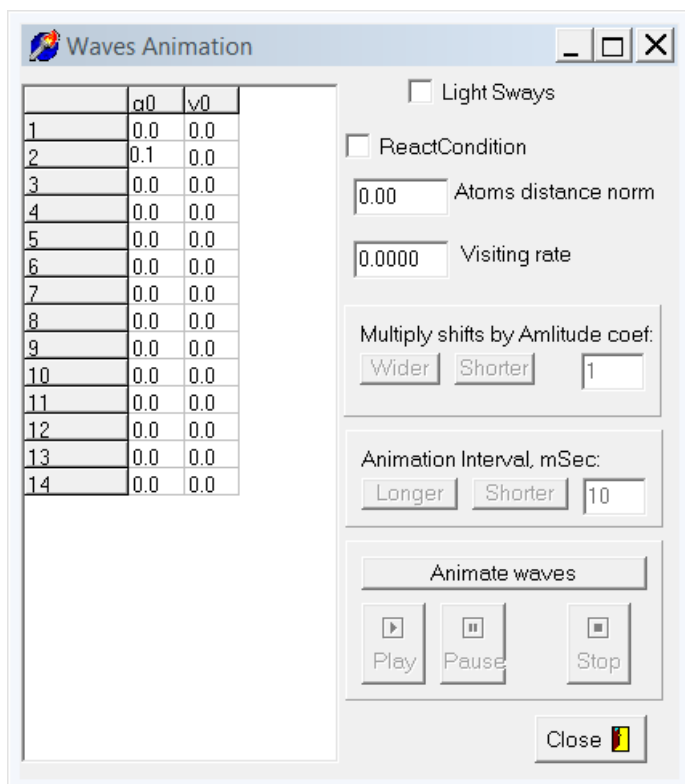 Waves Animation
a0 v0
1 0.0 0.0
2 0.1 0.0
3 0.0 0.0
4 0.0 0.0
5 0.0 0.0
6 0.0 0.0
7 0.0 0.0
8 0.0 0.0
9 0.0 0.0
10 0.0 0.0
11 0.0 0.0
12 0.0 0.0
13 0.0 0.0
14 0.0 0.0
Light Sways
ReactCondition
0.00 Atoms distance norm
0.0000 Visiting rate
Multiply shifts by Amlitude coef:
Wider Shorter 1
Animation Interval, mSec:
Longer Shorter 10
Animate waves
Play Pause Stop
Close